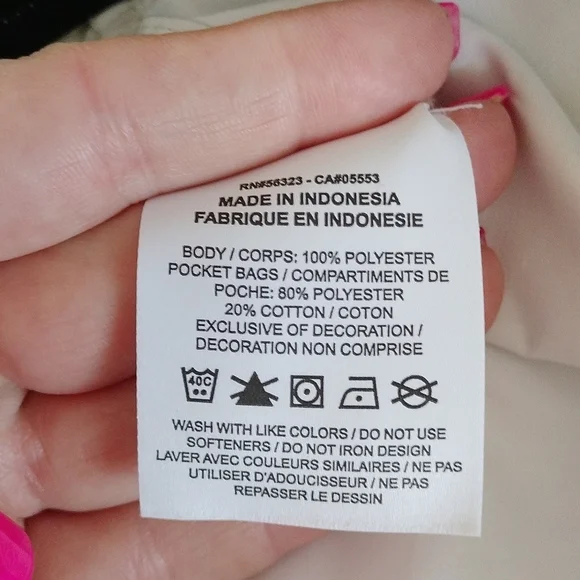 RN#56323 - CA#05553
MADE IN INDONESIA
FABRIQUE EN INDONESIE
BODY / CORPS: 100% POLYESTER
POCKET BAGS / COMPARTIMENTS DE
POCHE: 80% POLYESTER
20% COTTON / COTON
EXCLUSIVE OF DECORATION /
DECORATION NON COMPRISE
40C
WASH WITH LIKE COLORS / DO NOT USE
SOFTENERS / DO NOT IRON DESIGN
LAVER AVEC COULEURS SIMILAIRES / NE PAS
UTILISER D'ADOUCISSEUR / NE PAS
REPASSER LE DESSIN